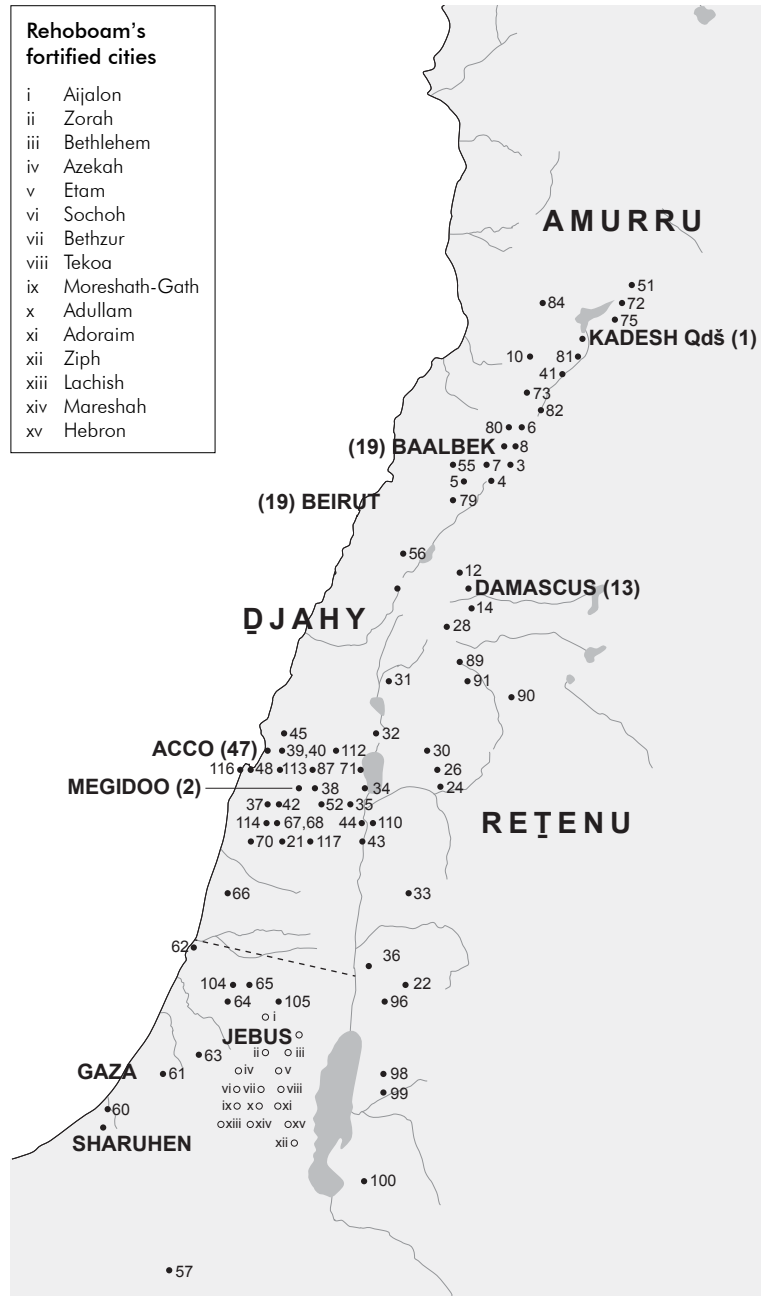 Rehoboam's
fortified cities
i Aijalon
ii Zorah
iii Bethlehem
iv Azekah
v Etam
vi Sochoh
vii Bethzur
viii Tekoa
ix Moreshath-Gath
x Adullam
xi Adoraim
xii Ziph
xiii Lachish
xiv Mareshah
xv Hebron
AMURRU
51
84 72
75
KADESH Qdš (1)
10 81
41
73
82
80 6
(19) BAALBEK 8
55 7 3
5 4
(19) BEIRUT 79
56
12
DAMASCUS (13)
14
ḎJAHY
28
89
31 91
90
45 32
ACCO (47) 39,40 112 30
116 48 113 87 71 26
MEGIDOO (2) 38 34 24
37 42 52 35
114 67,68 44 110
REṮENU
70 21 117 43
66 33
62
36
104 65 22
64 105 96
i
JEBUS
63 ii iii
GAZA 61 iv v 98
vi vii viii 99
60 ix x xi
xiii xiv xv
SHARUHEN xii
100
57